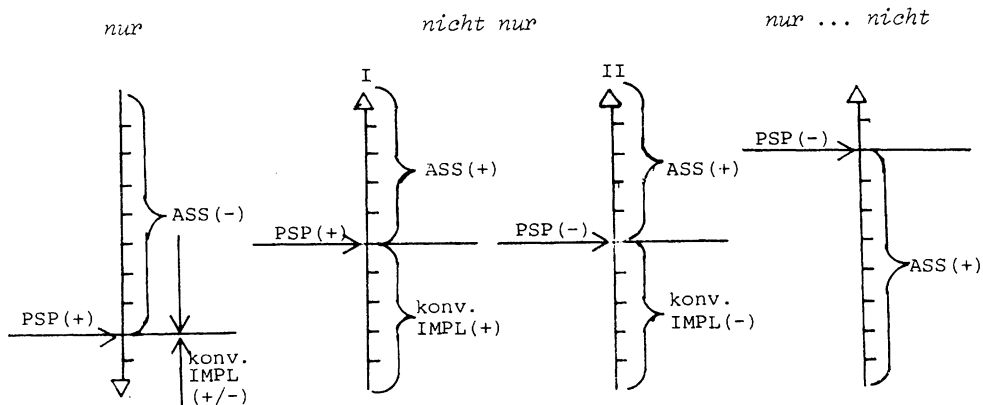 nur
nicht nur
nur ... nicht
I
II
PSP(-)
ASS(+)
ASS(+)
ASS(-)
PSP(+)
PSP(-)
ASS(+)
PSP(+)
konv.
IMPL(+)
konv.
IMPL(-)
konv.
IMPL
(+/-)